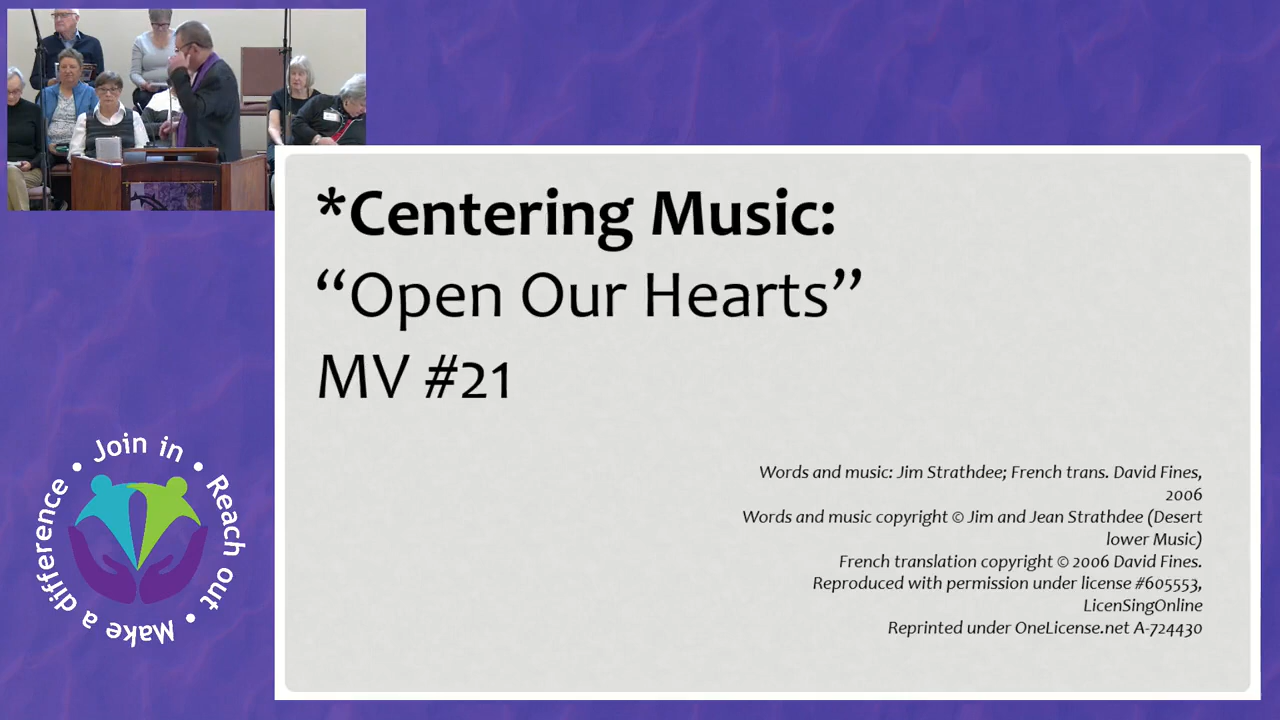 *Centering Music:
“Open Our Hearts”
MV #21
Words and music: Jim Strathdee; French trans. David Fines,
2006
Words and music copyright © Jim and Jean Strathdee (Desert
lower Music)
French translation copyright © 2006 David Fines.
Reproduced with permission under license #605553,
LicenSingOnline
Reprinted under OneLicense.net A-724430
• Join in • Reach out • Make a difference